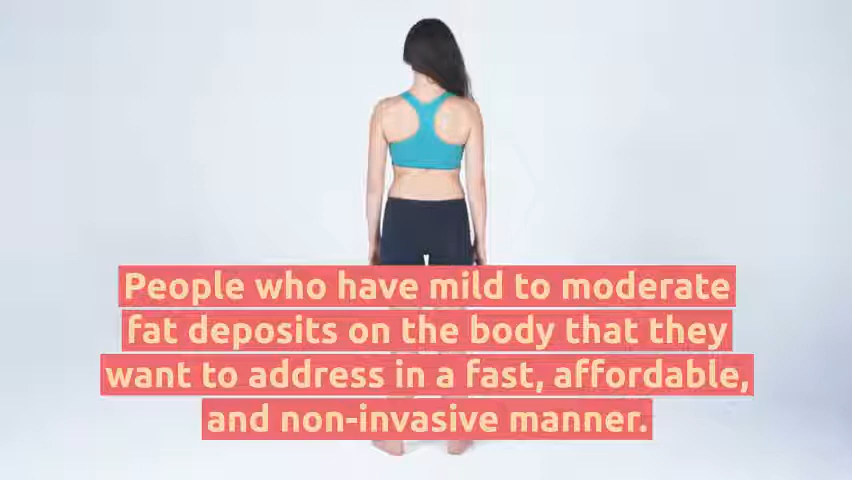 People who have mild to moderate
fat deposits on the body that they
want to address in a fast, affordable,
and non-invasive manner.